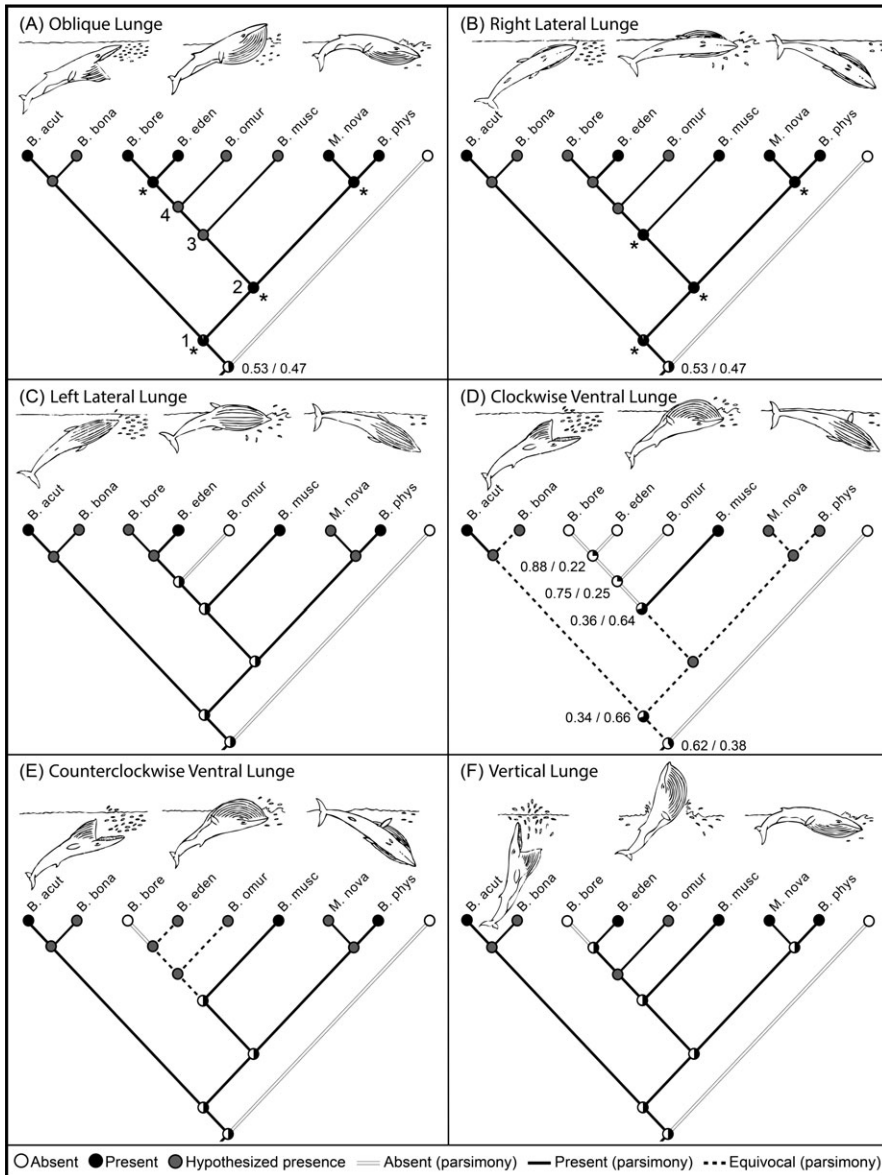 (A) Oblique Lunge
B. acut
B. bona
B. bore
B. eden
B. omur
B. musc
M. nova
B. phys
*
*
4
3
2
*
1
*
0.53 / 0.47
(B) Right Lateral Lunge
B. acut
B. bona
B. bore
B. eden
B. omur
B. musc
M. nova
B. phys
*
*
*
*
0.53 / 0.47
(C) Left Lateral Lunge
B. acut
B. bona
B. bore
B. eden
B. omur
B. musc
M. nova
B. phys
(D) Clockwise Ventral Lunge
B. acut
B. bona
B. bore
B. eden
B. omur
B. musc
M. nova
B. phys
0.88 / 0.22
0.75 / 0.25
0.36 / 0.64
0.34 / 0.66
0.62 / 0.38
(E) Counterclockwise Ventral Lunge
B. acut
B. bona
B. bore
B. eden
B. omur
B. musc
M. nova
B. phys
(F) Vertical Lunge
B. acut
B. bona
B. bore
B. eden
B. omur
B. musc
M. nova
B. phys
Absent Present Hypothesized presence Absent (parsimony) Present (parsimony) Equivocal (parsimony)